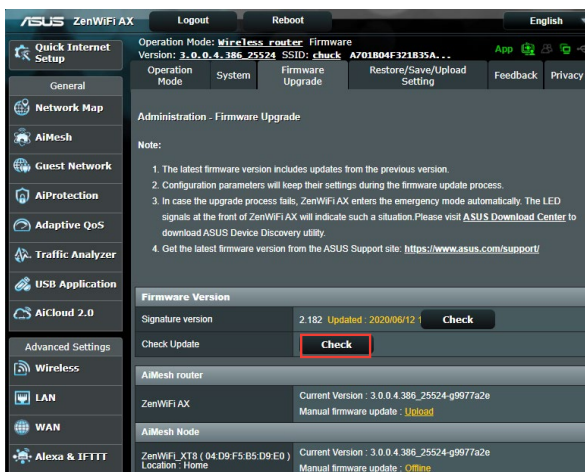 ASUS ZenWiFi AX
Logout
Reboot
English
Quick Internet
Setup
Operation Mode: Wireless router Firmware
Version: 3.0.0.4.386_25524 SSID: chuck A701B04F321B35A...
App
General
Network Map
AiMesh
Guest Network
AiProtection
Adaptive QoS
Traffic Analyzer
USB Application
AiCloud 2.0
Advanced Settings
Wireless
LAN
WAN
Alexa & IFTTT
Operation
Mode
System
Firmware
Upgrade
Restore/Save/Upload
Setting
Feedback
Privacy
Administration - Firmware Upgrade
Note:
1. The latest firmware version includes updates from the previous version.
2. Configuration parameters will keep their settings during the firmware update process.
3. In case the upgrade process fails, ZenWiFi AX enters the emergency mode automatically. The LED
signals at the front of ZenWiFi AX will indicate such a situation.Please visit ASUS Download Center to
download ASUS Device Discovery utility.
4. Get the latest firmware version from the ASUS Support site: https://www.asus.com/support/
Firmware Version
Signature version
2.182 Updated : 2020/06/12
Check
Check Update
Check
AiMesh router
ZenWiFi AX
Current Version : 3.0.0.4.386_25524-g9977a2e
Manual firmware update : Upload
AiMesh Node
ZenWiFi_XT8 ( 04:D9:F5:B5:D9:E0 )
Location : Home
Current Version : 3.0.0.4.386_25524-g9977a2e
Manual firmware update : Offline